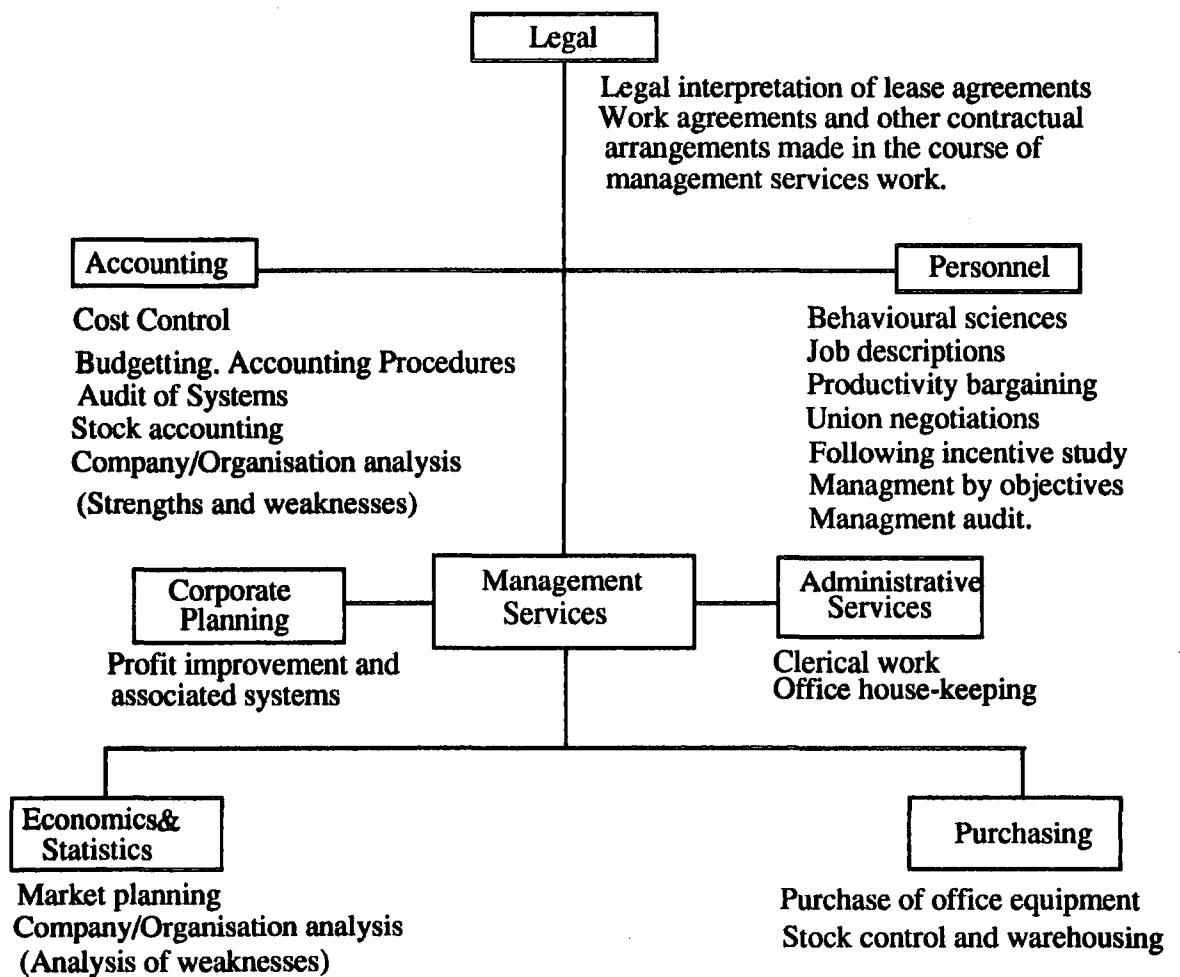 Legal
Legal interpretation of lease agreements
Work agreements and other contractual
arrangements made in the course of
management services work.
Accounting
Cost Control
Budgetting. Accounting Procedures
Audit of Systems
Stock accounting
Company/Organisation analysis
(Strengths and weaknesses)
Personnel
Behavioural sciences
Job descriptions
Productivity bargaining
Union negotiations
Following incentive study
Managment by objectives
Managment audit.
Corporate
Planning
Profit improvement and
associated systems
Management
Services
Administrative
Services
Clerical work
Office house-keeping
Economics&
Statistics
Market planning
Company/Organisation analysis
(Analysis of weaknesses)
Purchasing
Purchase of office equipment
Stock control and warehousing